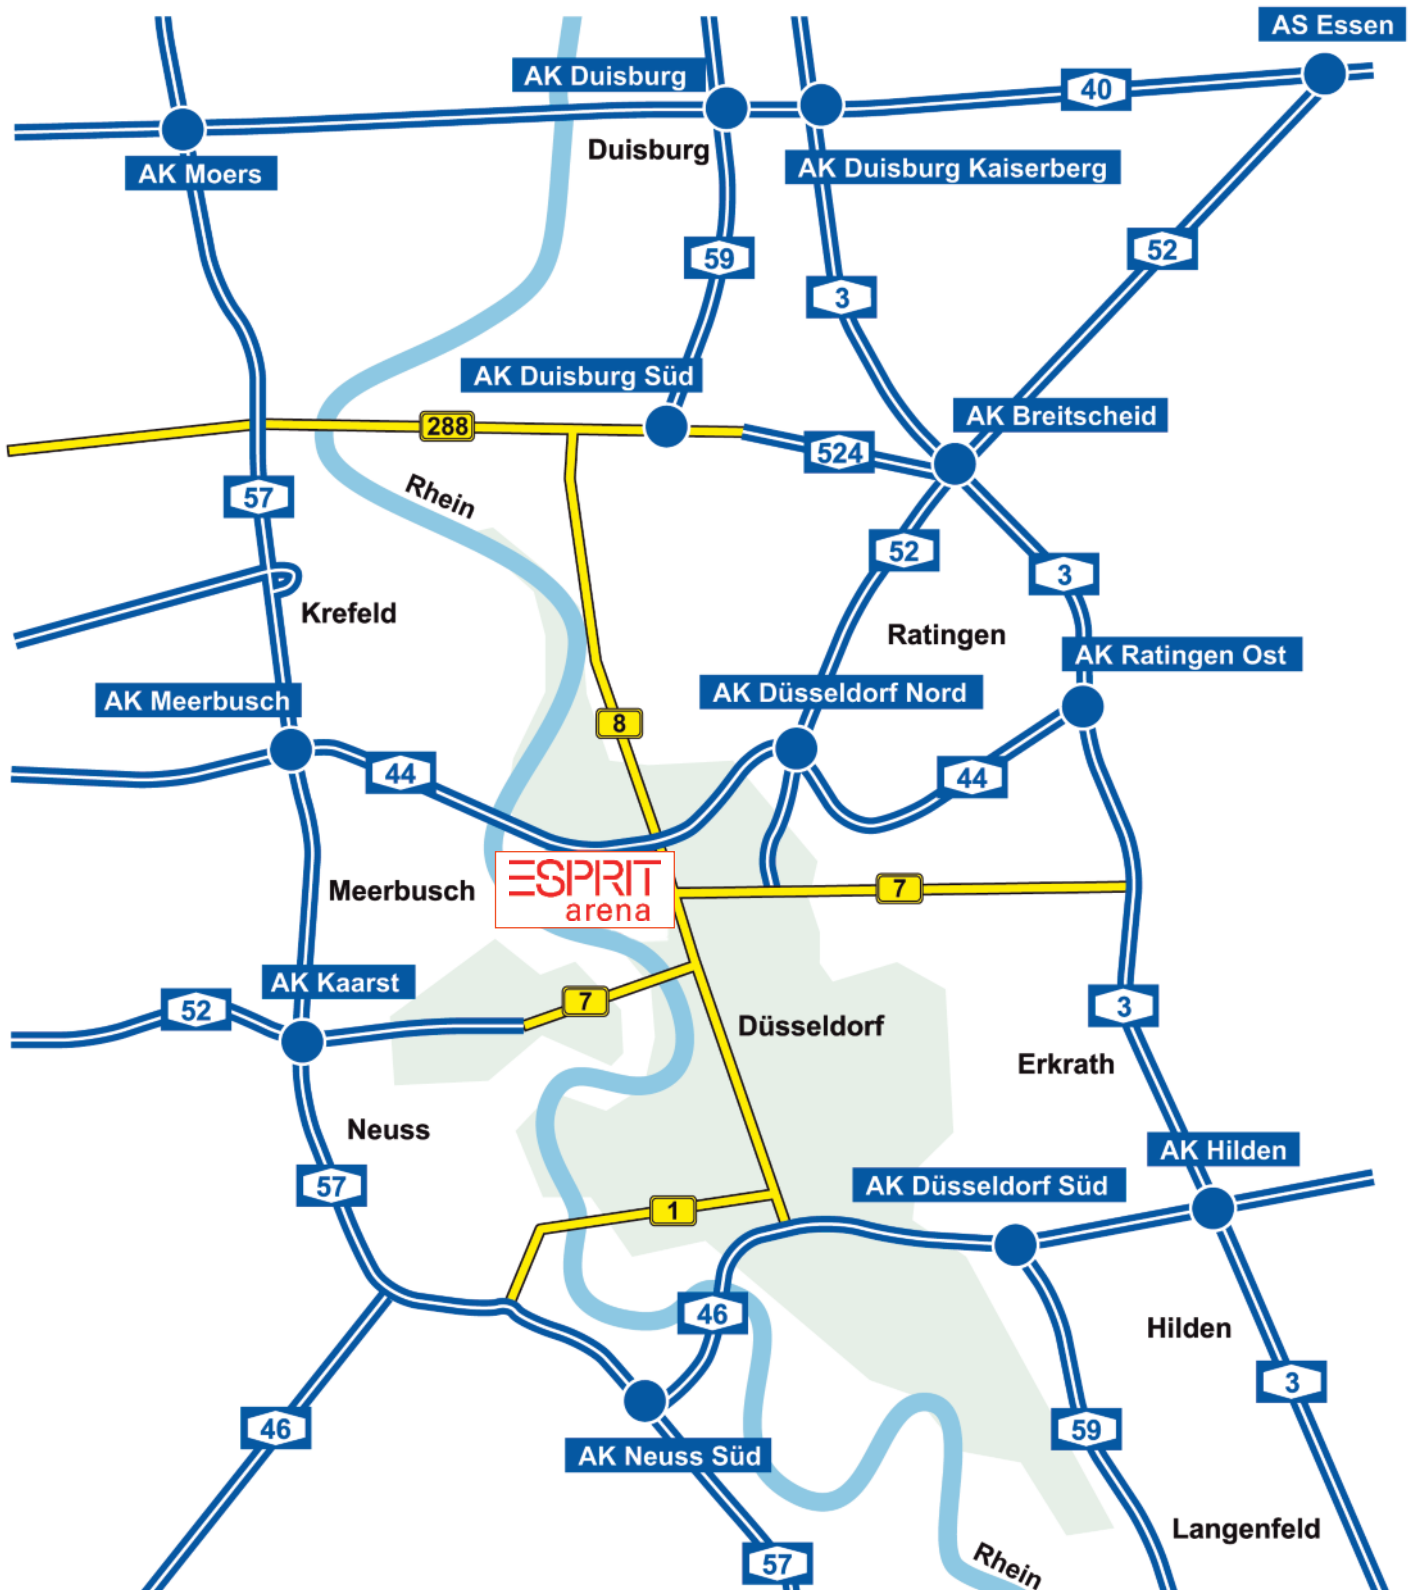 AS Essen
AK Duisburg
40
Duisburg
AK Moers
AK Duisburg Kaiserberg
59
52
3
AK Duisburg Süd
288
AK Breitscheid
524
57
Rhein
52
3
Krefeld
Ratingen
AK Ratingen Ost
AK Meerbusch
AK Düsseldorf Nord
8
44
44
Meerbusch
ESPRIT
arena
7
AK Kaarst
52
7
3
Düsseldorf
Erkrath
Neuss
AK Hilden
57
AK Düsseldorf Süd
1
46
Hilden
3
46
59
AK Neuss Süd
Langenfeld
57
Rhein